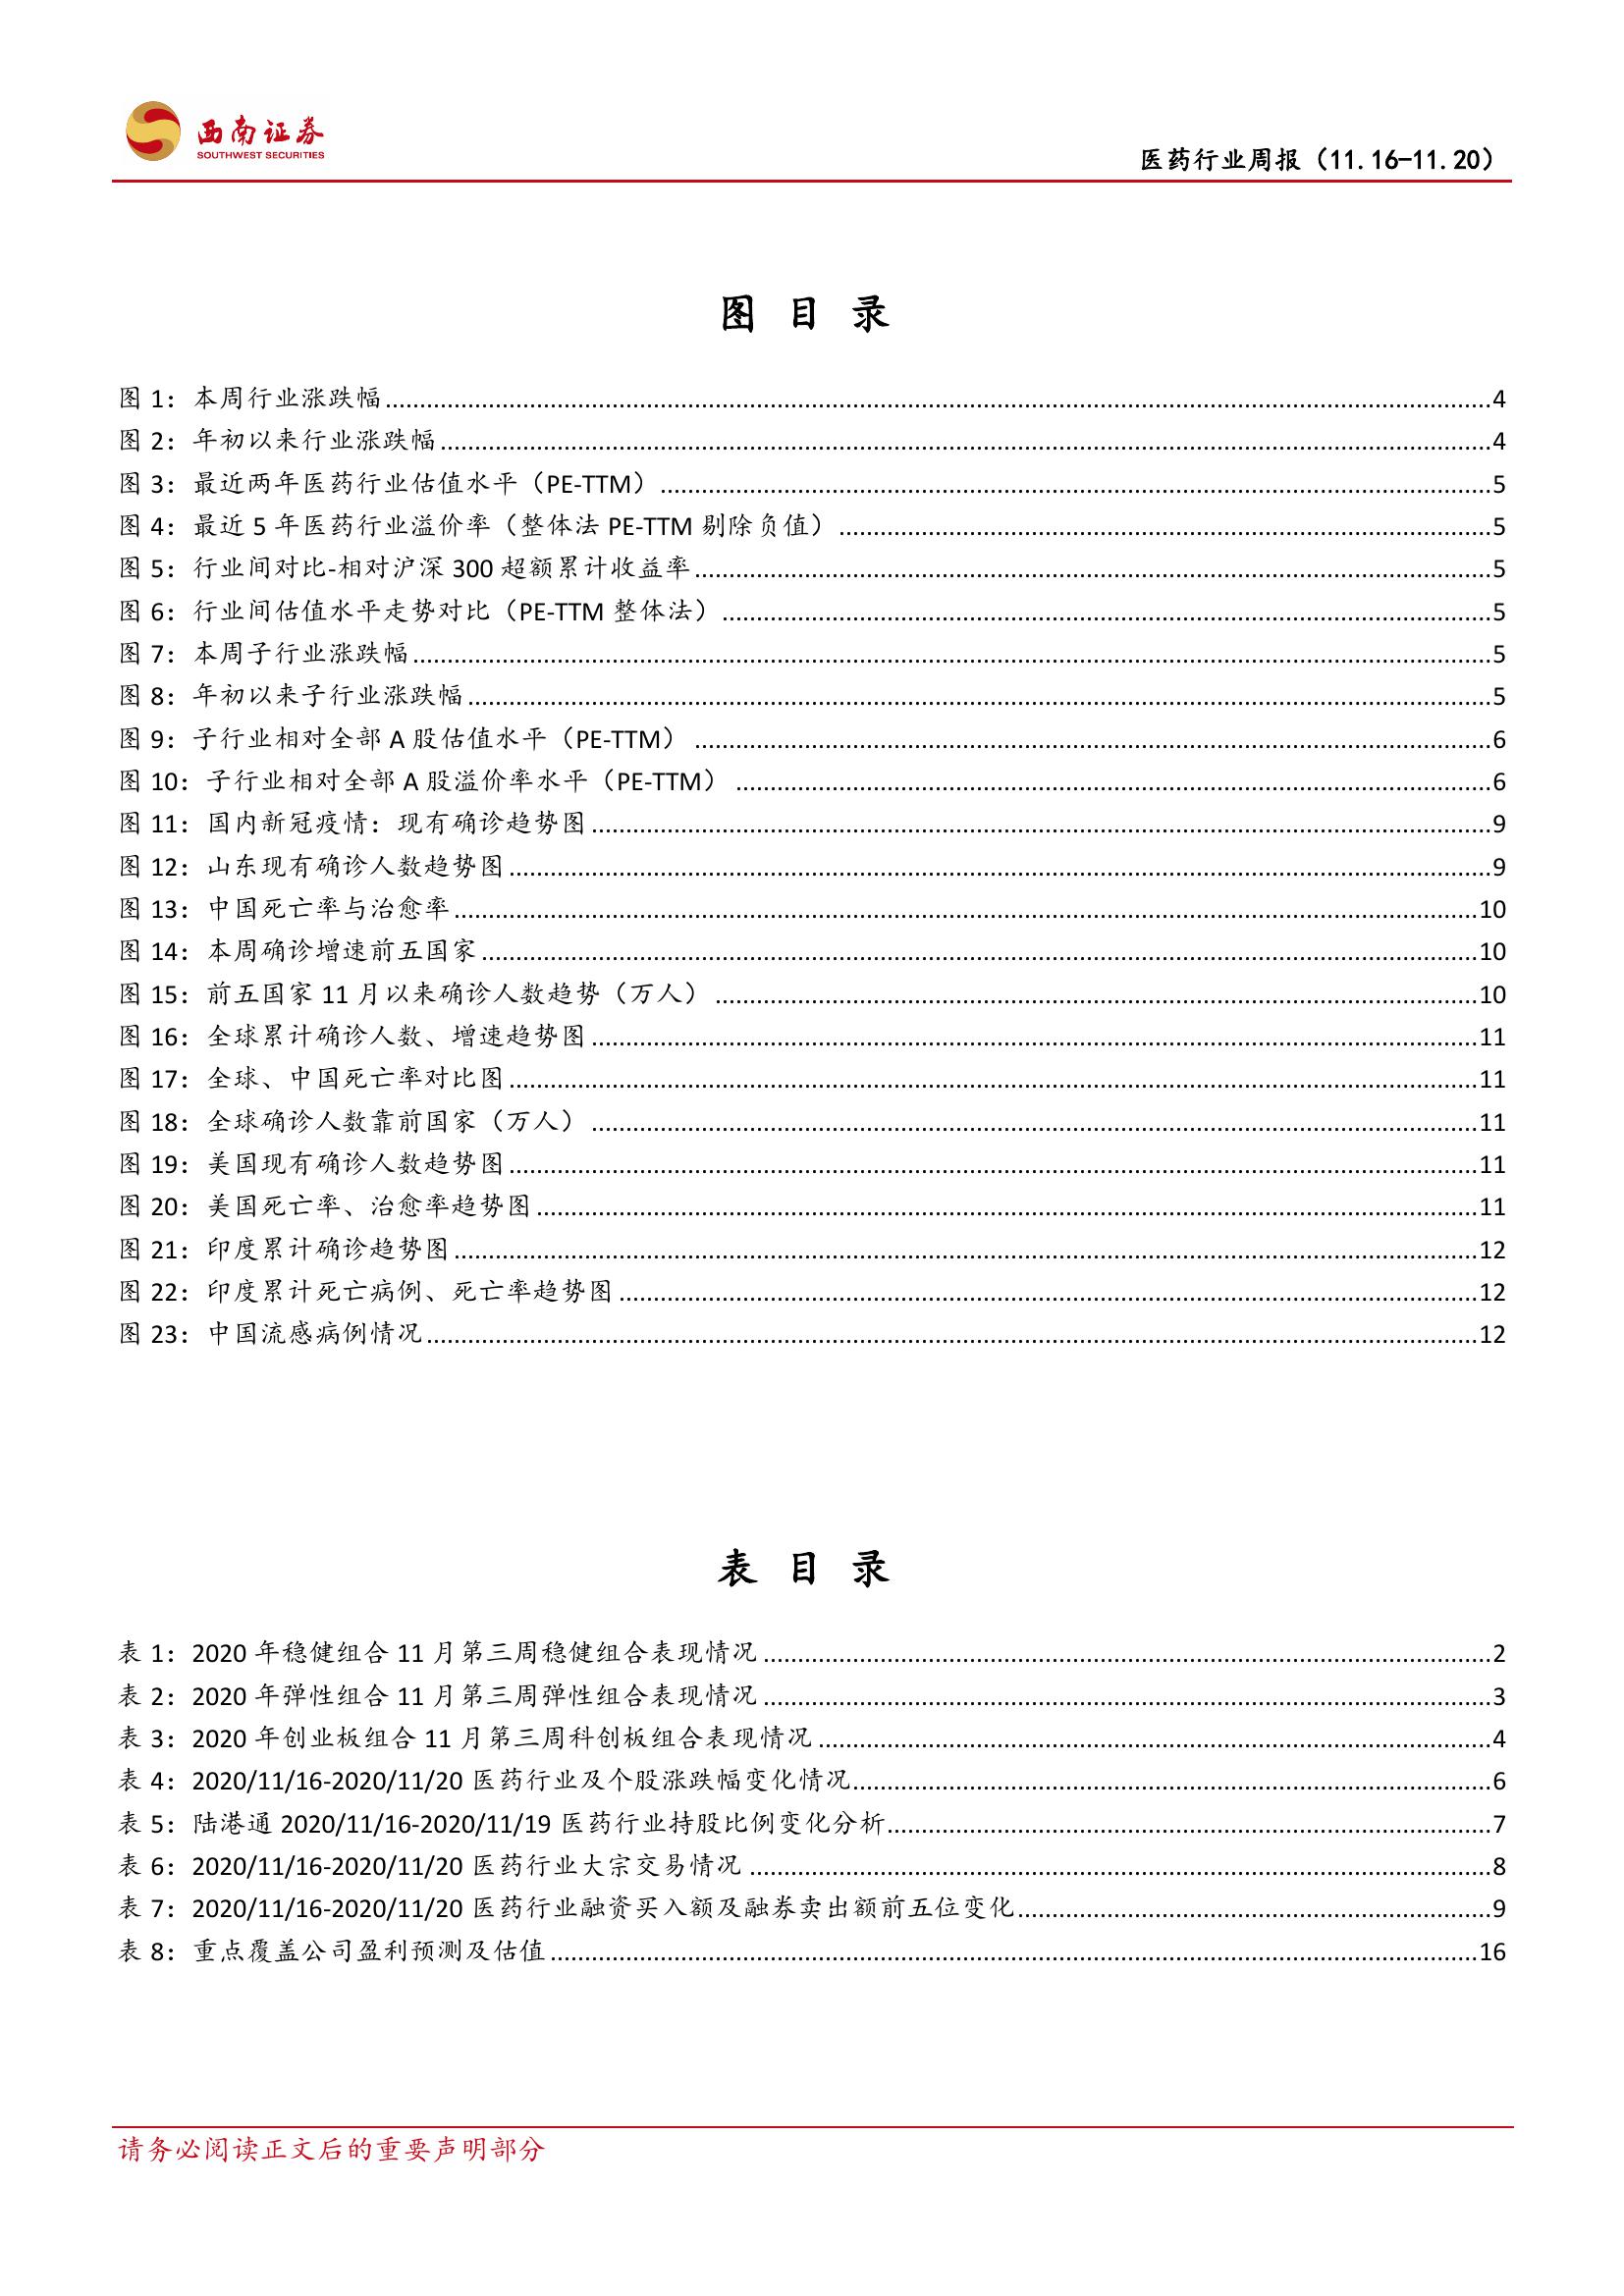 西南证券
SOUTHWEST SECURITIES
医药行业周报（11.16-11.20）
图 目 录
图 1：本周行业涨跌幅........4
图 2：年初以来行业涨跌幅........4
图 3：最近两年医药行业估值水平（PE-TTM）........5
图 4：最近 5 年医药行业溢价率（整体法 PE-TTM 剔除负值）........5
图 5：行业间对比-相对沪深 300 超额累计收益率........5
图 6：行业间估值水平走势对比（PE-TTM 整体法）........5
图 7：本周子行业涨跌幅........5
图 8：年初以来子行业涨跌幅........5
图 9：子行业相对全部 A 股估值水平（PE-TTM）........6
图 10：子行业相对全部 A 股溢价率水平（PE-TTM）........6
图 11：国内新冠疫情：现有确诊趋势图........9
图 12：山东现有确诊人数趋势图........9
图 13：中国死亡率与治愈率........10
图 14：本周确诊增速前五国家........10
图 15：前五国家 11 月以来确诊人数趋势（万人）........10
图 16：全球累计确诊人数、增速趋势图........11
图 17：全球、中国死亡率对比图........11
图 18：全球确诊人数靠前国家（万人）........11
图 19：美国现有确诊人数趋势图........11
图 20：美国死亡率、治愈率趋势图........11
图 21：印度累计确诊趋势图........12
图 22：印度累计死亡病例、死亡率趋势图........12
图 23：中国流感病例情况........12
表 目 录
表 1：2020 年稳健组合 11 月第三周稳健组合表现情况........2
表 2：2020 年弹性组合 11 月第三周弹性组合表现情况........3
表 3：2020 年创业板组合 11 月第三周科创板组合表现情况........4
表 4：2020/11/16-2020/11/20 医药行业及个股涨跌幅变化情况........6
表 5：陆港通 2020/11/16-2020/11/19 医药行业持股比例变化分析........7
表 6：2020/11/16-2020/11/20 医药行业大宗交易情况........8
表 7：2020/11/16-2020/11/20 医药行业融资买入额及融券卖出额前五位变化........9
表 8：重点覆盖公司盈利预测及估值........16
请务必阅读正文后的重要声明部分